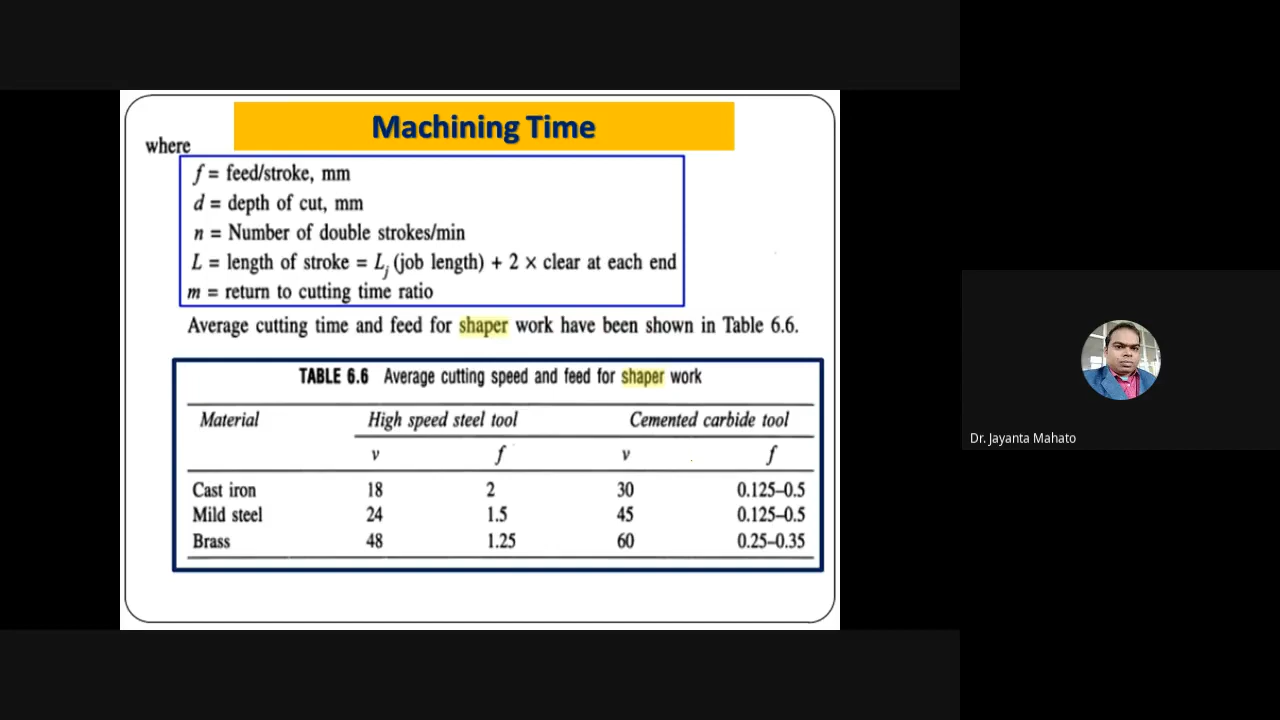 Machining Time
where
f = feed/stroke, mm
d = depth of cut, mm
n = Number of double strokes/min
L = length of stroke = Lj (job length) + 2 × clear at each end
m = return to cutting time ratio
Average cutting time and feed for shaper work have been shown in Table 6.6.
TABLE 6.6 Average cutting speed and feed for shaper work
Material High speed steel tool Cemented carbide tool
v f v f
Cast iron 18 2 30 0.125–0.5
Mild steel 24 1.5 45 0.125–0.5
Brass 48 1.25 60 0.25–0.35
Dr. Jayanta Mahato